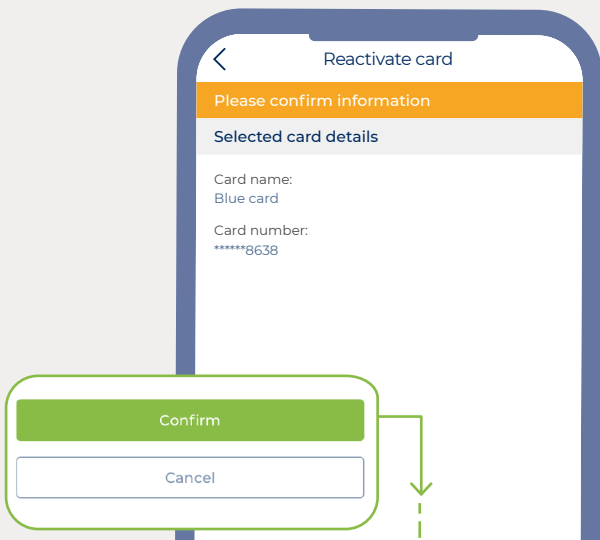 Reactivate card
Please confirm information
Selected card details
Card name:
Blue card
Card number:
******8638
Confirm
Cancel